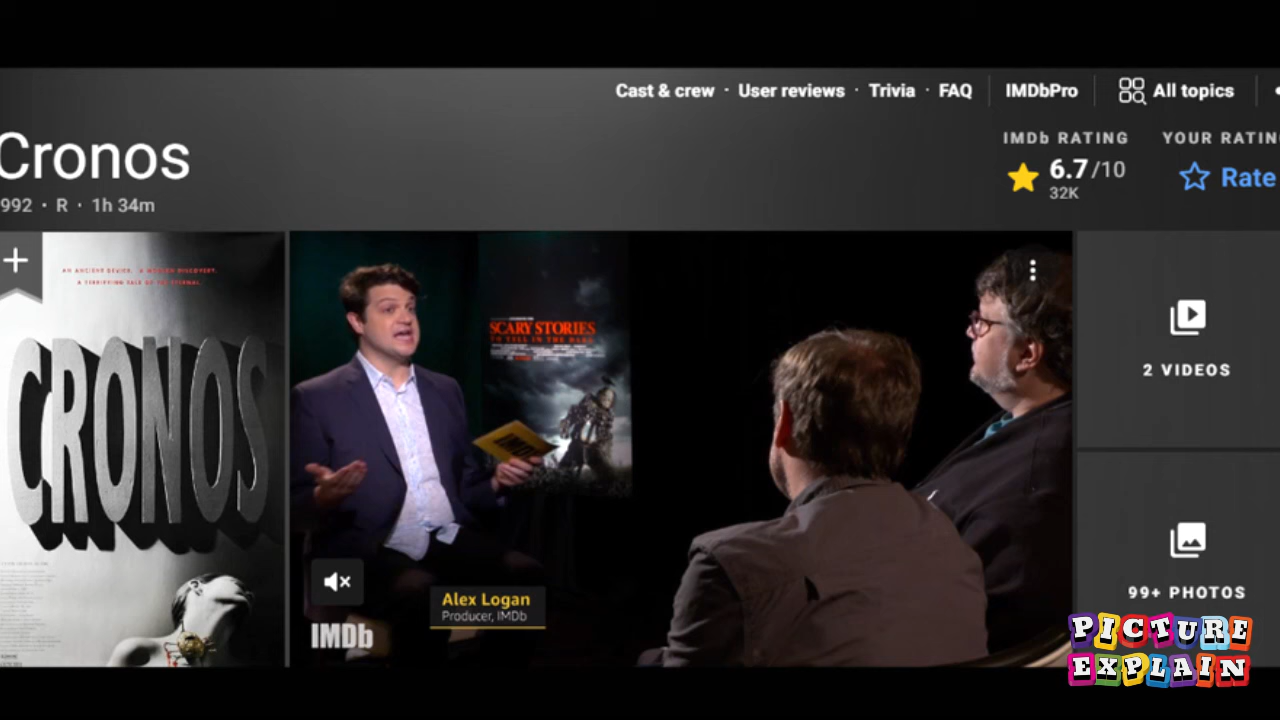 Cast & crew · User reviews · Trivia · FAQ IMDbPro All topics
Cronos
IMDb RATING YOUR RATIN
6.7/10 Rate
32K
992 · R · 1h 34m
AN ANCIENT DEVICE. A MODERN DISCOVERY.
A TERRIFYING TALE OF THE ETERNAL.
CRONOS
SCARY STORIES
TO TELL IN THE DARK
IMDb
2 VIDEOS
Alex Logan
Producer, IMDb
IMDb
99+ PHOTOS
PICTURE
EXPLAIN